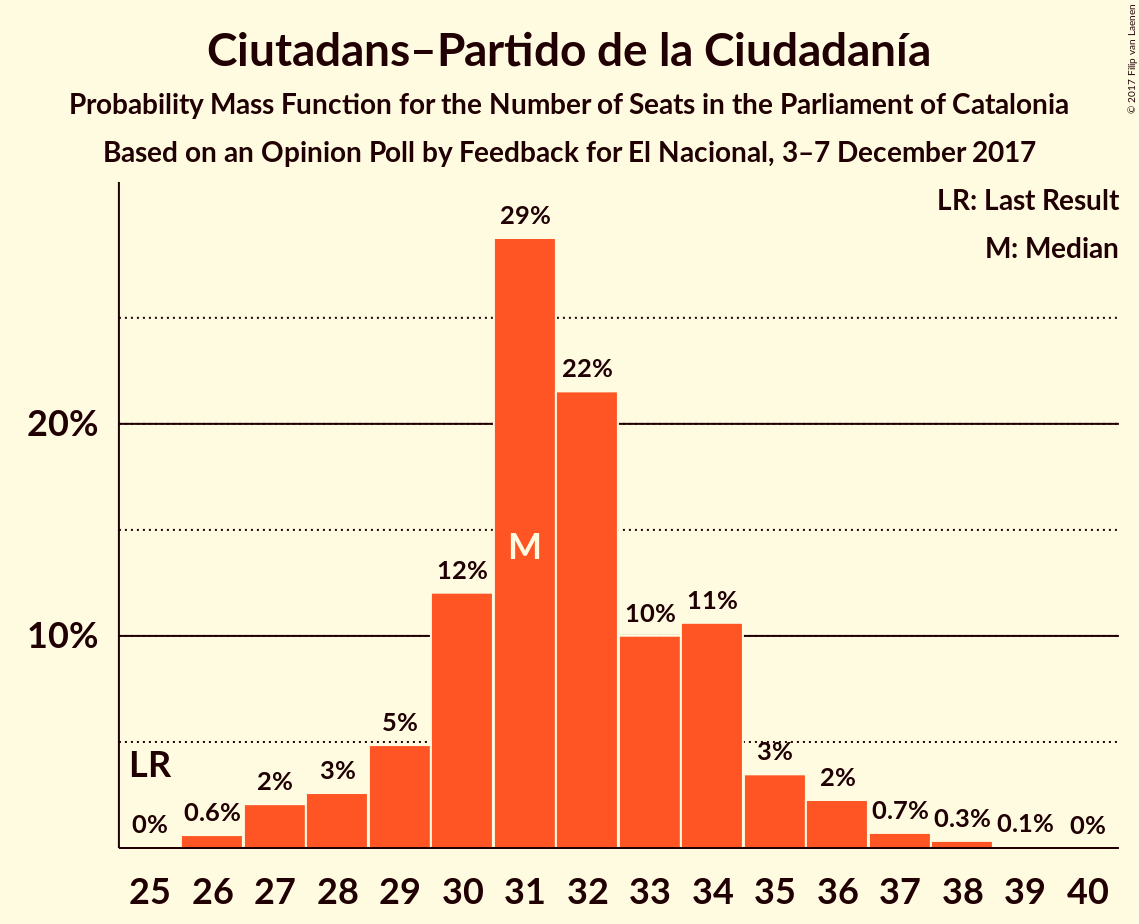 Ciutadans–Partido de la Ciudadanía
Probability Mass Function for the Number of Seats in the Parliament of Catalonia
Based on an Opinion Poll by Feedback for El Nacional, 3–7 December 2017
© 2017 Filip van Laenen
LR: Last Result
M: Median
29%
22%
20%
M
12%
11%
10%
10%
5%
3%
LR
3%
2%
2%
0.6%
0.7%
0.3%
0.1%
0%
0%
25 26 27 28 29 30 31 32 33 34 35 36 37 38 39 40